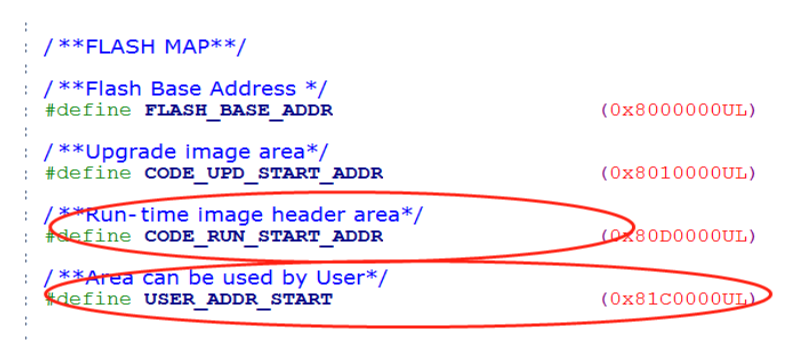 /**FLASH MAP**/
/**Flash Base Address */
#define FLASH_BASE_ADDR (0x8000000UL)
/**Upgrade image area*/
#define CODE_UPD_START_ADDR (0x8010000UL)
/**Run-time image header area*/
#define CODE_RUN_START_ADDR (0x80D0000UL)
/**Area can be used by User*/
#define USER_ADDR_START (0x81C0000UL)